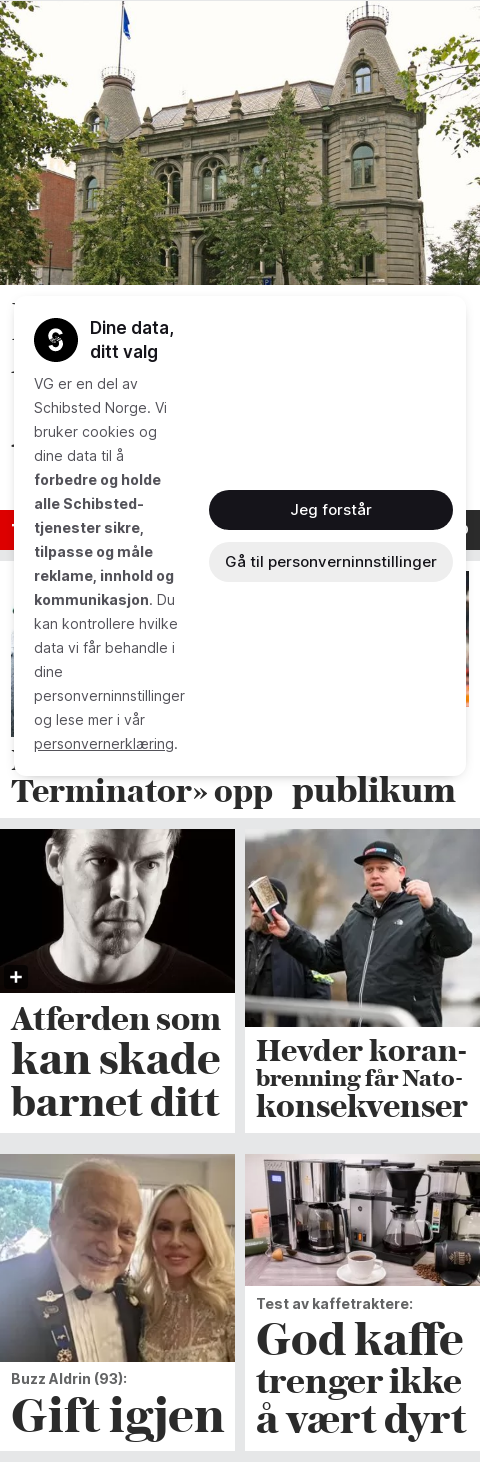 Dine data,
ditt valg
VG er en del av
Schibsted Norge. Vi
bruker cookies og
dine data til å
forbedre og holde
alle Schibsted-
tjenester sikre,
tilpasse og måle
reklame, innhold og
kommunikasjon. Du
kan kontrollere hvilke
data vi får behandle i
dine
personverninnstillinger
og lese mer i vår
personvernerklæring.
Jeg forstår
Gå til personverninnstillinger
Terminator» opp
publikum
Atferden som
kan skade
barnet ditt
Hevder koran-
brenning får Nato-
konsekvenser
Buzz Aldrin (93):
Gift igjen
Test av kaffetraktere:
God kaffe
trenger ikke
å vært dyrt